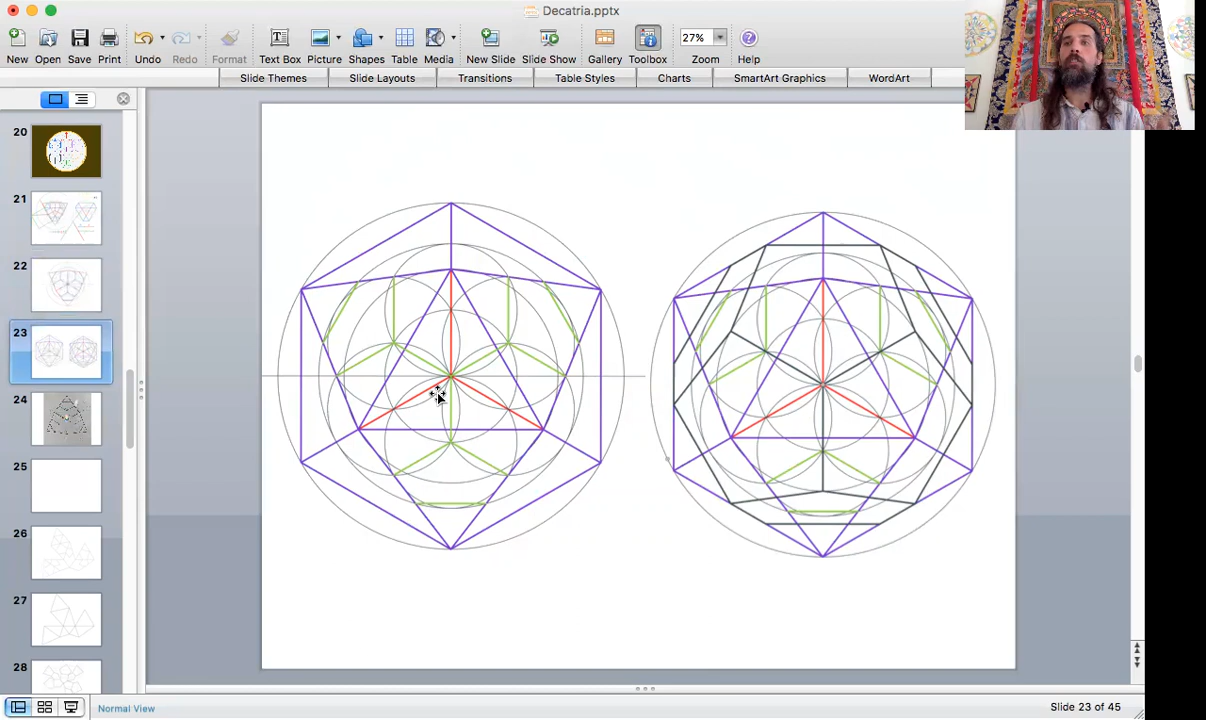 Decatria.pptx
27%
New Open Save Print Undo Redo Format Text Box Picture Shapes Table Media New Slide Slide Show Gallery Toolbox Zoom Help
Slide Themes Slide Layouts Transitions Table Styles Charts SmartArt Graphics WordArt
20
21
22
23
24
25
26
27
28
Normal View Slide 23 of 45